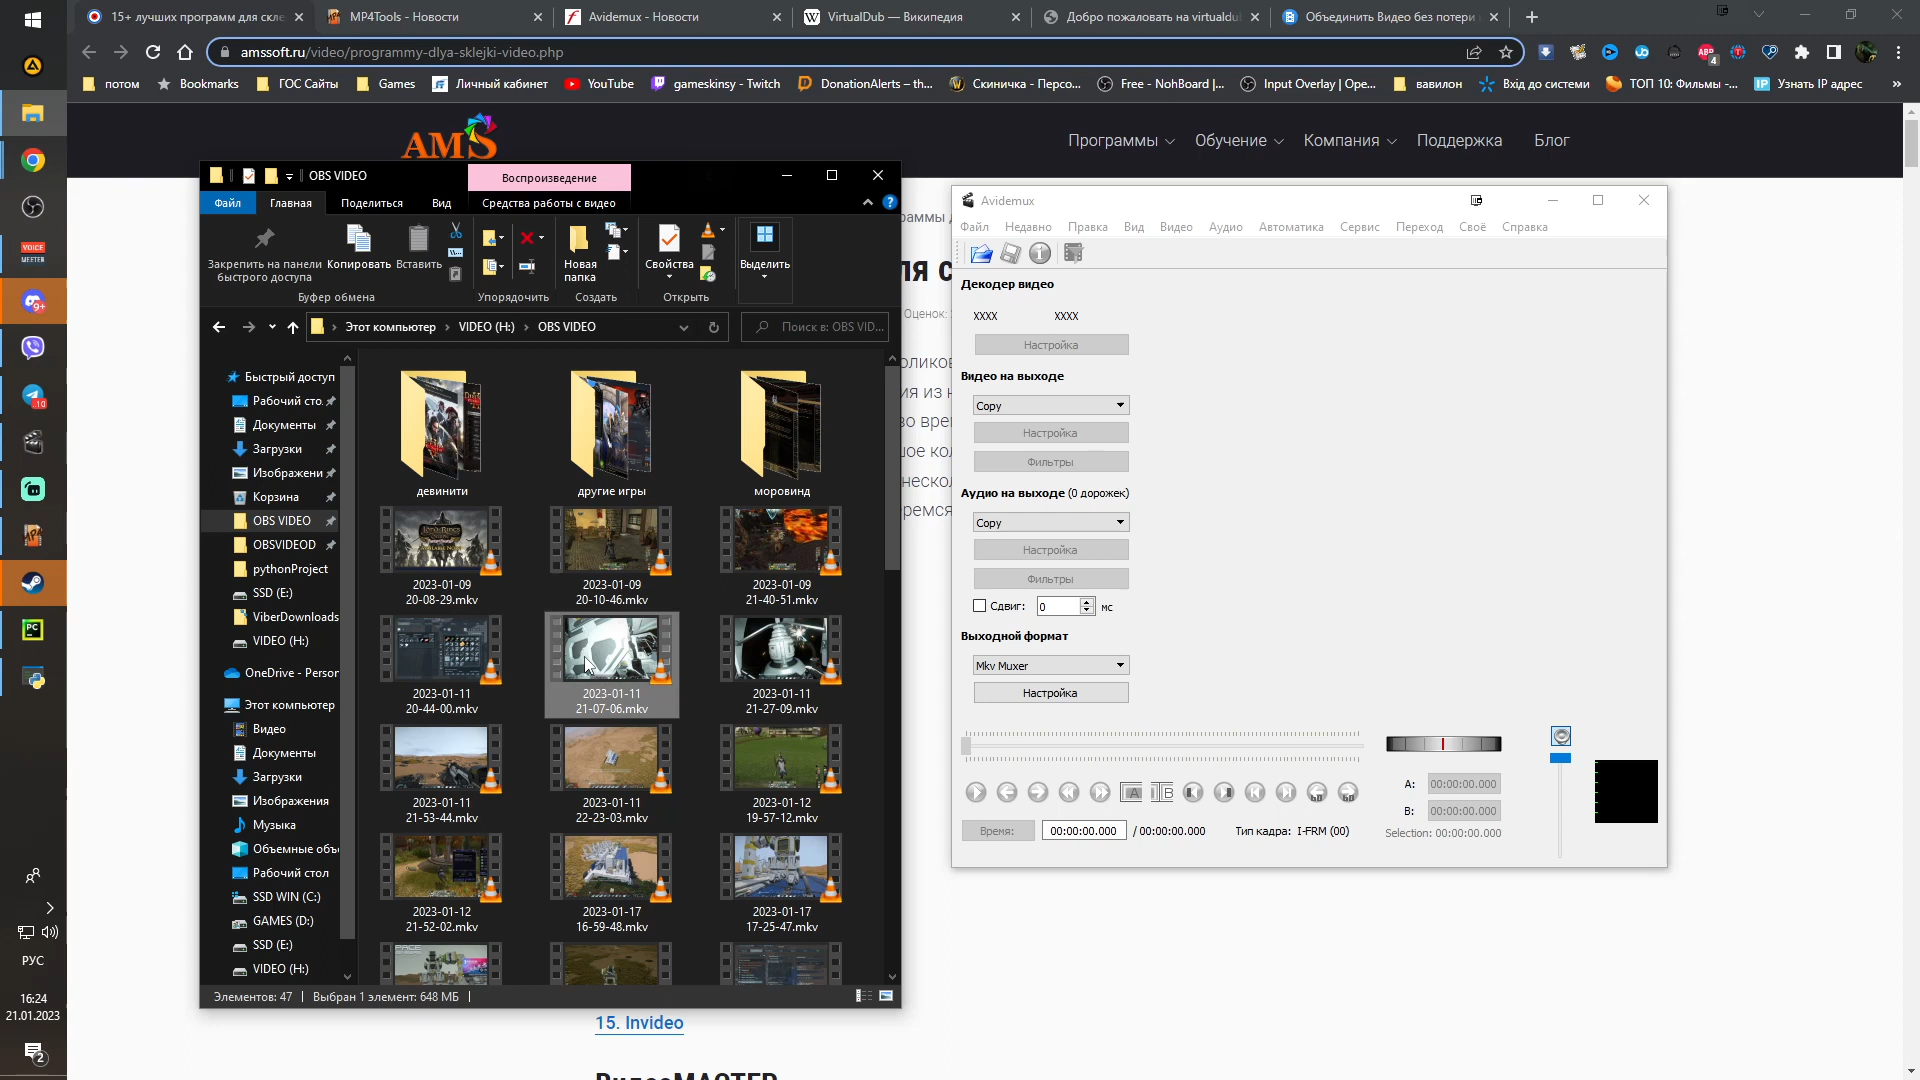 15+ лучших программ для скле
MP4Tools - Новости
Avidemux - Новости
VirtualDub — Википедия
Добро пожаловать на virtualdu
Объединить Видео без потери
amssoft.ru/video/programmy-dlya-sklejki-video.php
потом
Bookmarks
ГОС Сайты
Games
Личный кабинет
YouTube
gameskinsy - Twitch
DonationAlerts – th...
Скиничка - Персо...
Free - NohBoard |...
Input Overlay | Ope...
вавилон
Вхід до системи
ТОП 10: Фильмы -...
Узнать IP адрес
AMS
Программы
Обучение
Компания
Поддержка
Блог
OBS VIDEO
Воспроизведение
Файл
Главная
Поделиться
Вид
Средства работы с видео
Закрепить на панели
быстрого доступа
Копировать
Вставить
Новая
папка
Свойства
Выделить
Буфер обмена
Упорядочить
Создать
Открыть
Этот компьютер
VIDEO (H:)
OBS VIDEO
Поиск в: OBS VID...
Быстрый доступ
Рабочий сто
Документы
Загрузки
Изображени
Корзина
OBS VIDEO
OBSVIDEOD
pythonProject
SSD (E:)
ViberDownloads
VIDEO (H:)
OneDrive - Person
Этот компьютер
Видео
Документы
Загрузки
Изображения
Музыка
Объемные объ
Рабочий стол
SSD WIN (C:)
GAMES (D:)
SSD (E:)
VIDEO (H:)
девинити
другие игры
моровинд
2023-01-09
20-08-29.mkv
2023-01-09
20-10-46.mkv
2023-01-09
21-40-51.mkv
2023-01-11
20-44-00.mkv
2023-01-11
21-07-06.mkv
2023-01-11
21-27-09.mkv
2023-01-11
21-53-44.mkv
2023-01-11
22-23-03.mkv
2023-01-12
19-57-12.mkv
2023-01-12
21-52-02.mkv
2023-01-17
16-59-48.mkv
2023-01-17
17-25-47.mkv
Элементов: 47
Выбран 1 элемент: 648 МБ
Avidemux
Файл
Недавно
Правка
Вид
Видео
Аудио
Автоматика
Сервис
Переход
Своё
Справка
Декодер видео
XXXX
XXXX
Настройка
Видео на выходе
Copy
Настройка
Фильтры
Аудио на выходе (0 дорожек)
Copy
Настройка
Фильтры
Сдвиг:
0
мс
Выходной формат
Mkv Muxer
Настройка
A
B
60
60
A:
00:00:00.000
B:
00:00:00.000
Selection: 00:00:00.000
Время:
00:00:00.000
/ 00:00:00.000
Тип кадра: I-FRM (00)
Оценок:
15. Invideo
ВидеоМАСТЕР
VOICE
MEETER
9+
10
PC
РУС
16:24
21.01.2023
2